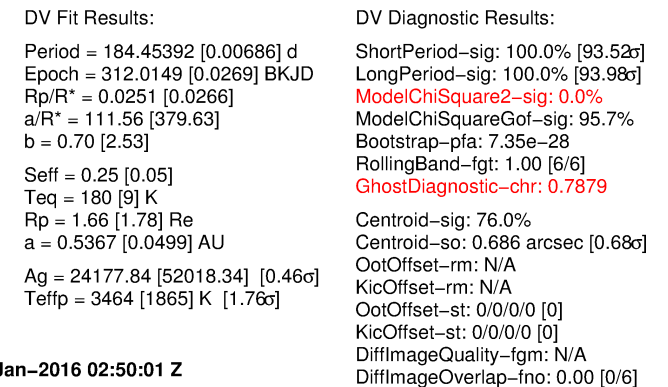 DV Fit Results:
Period = 184.45392 [0.00686] d
Epoch = 312.0149 [0.0269] BKJD
Rp/R* = 0.0251 [0.0266]
a/R* = 111.56 [379.63]
b = 0.70 [2.53]
Seff = 0.25 [0.05]
Teq = 180 [9] K
Rp = 1.66 [1.78] Re
a = 0.5367 [0.0499] AU
Ag = 24177.84 [52018.34]  [0.46σ]
Teffp = 3464 [1865] K  [1.76σ]
Jan−2016 02:50:01 Z
DV Diagnostic Results:
ShortPeriod−sig: 100.0% [93.52σ]
LongPeriod−sig: 100.0% [93.98σ]
ModelChiSquare2−sig: 0.0%
ModelChiSquareGof−sig: 95.7%
Bootstrap−pfa: 7.35e−28
RollingBand−fgt: 1.00 [6/6]
GhostDiagnostic−chr: 0.7879
Centroid−sig: 76.0%
Centroid−so: 0.686 arcsec [0.68σ]
OotOffset−rm: N/A
KicOffset−rm: N/A
OotOffset−st: 0/0/0/0 [0]
KicOffset−st: 0/0/0/0 [0]
DiffImageQuality−fgm: N/A
DiffImageOverlap−fno: 0.00 [0/6]